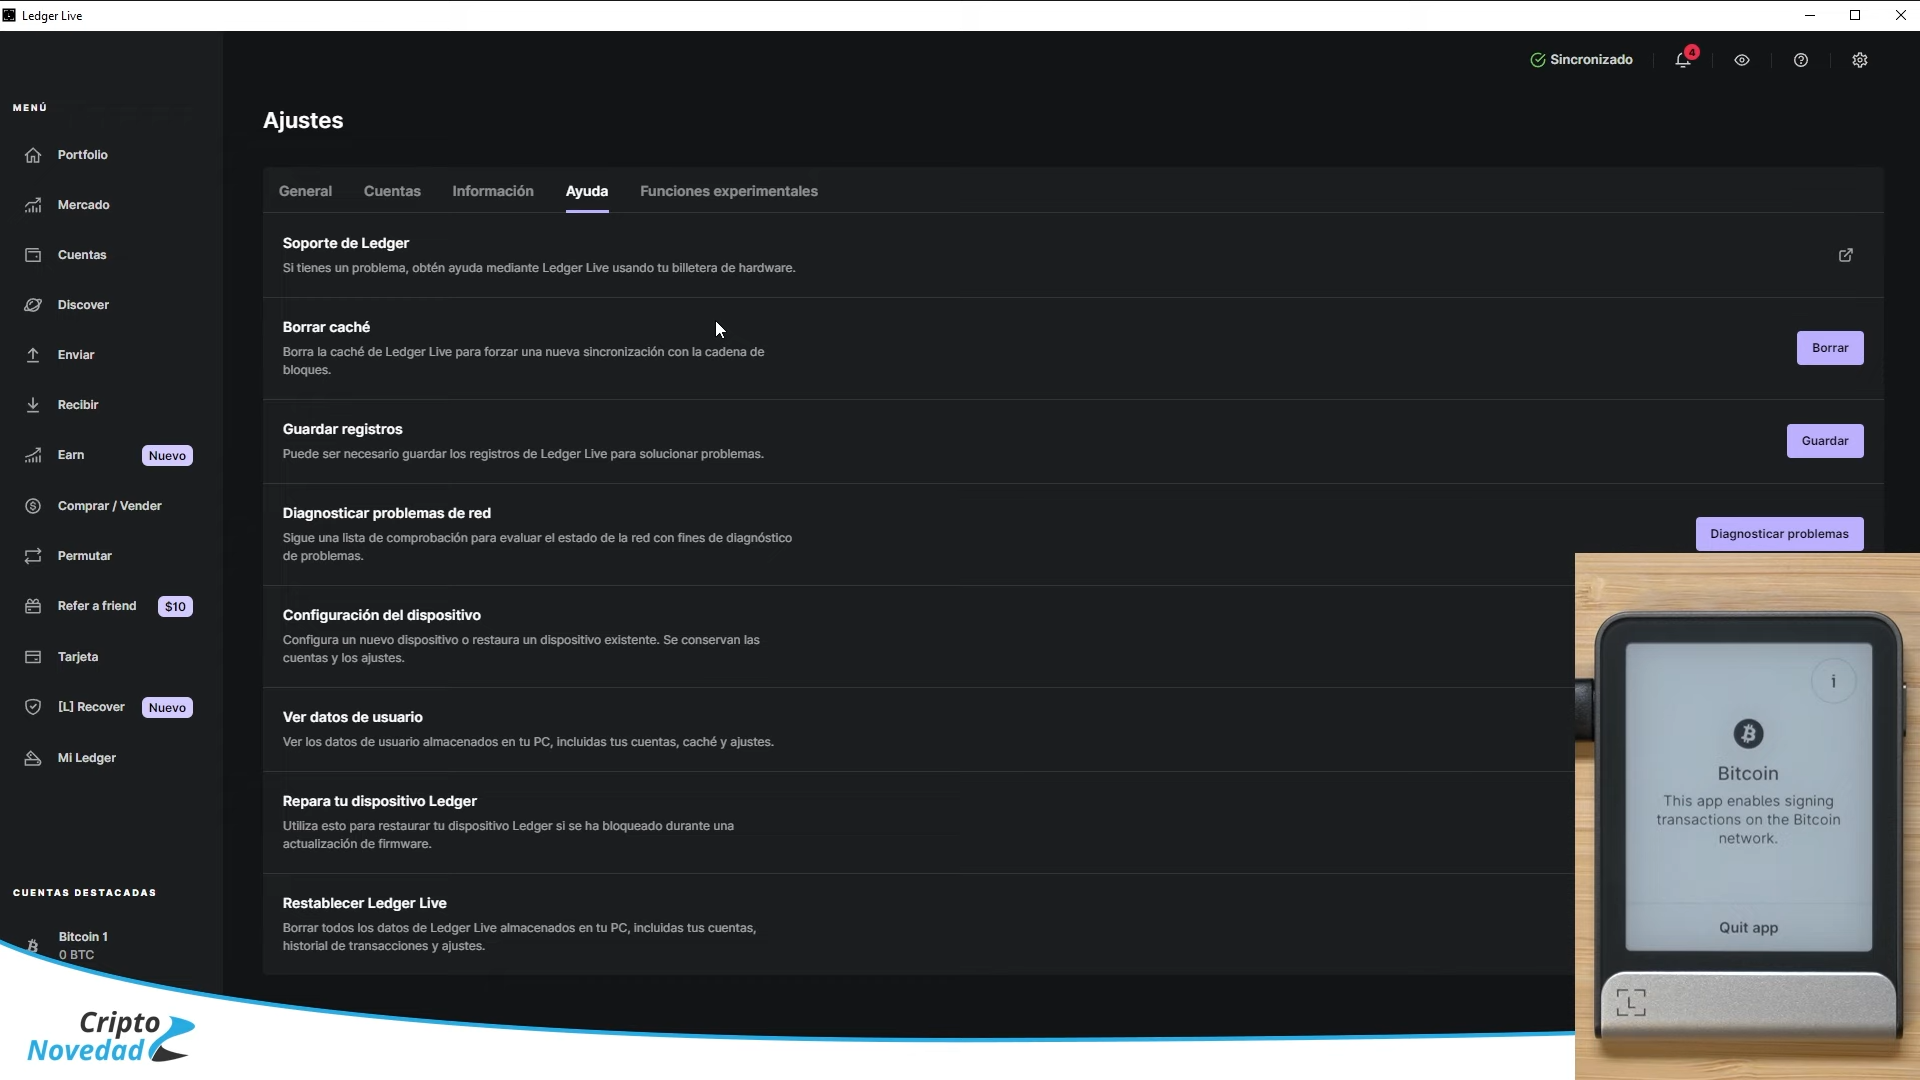 Ledger Live
Sincronizado
4
MENÚ
Portfolio
Mercado
Cuentas
Discover
Enviar
Recibir
Earn
Nuevo
Comprar / Vender
Permutar
Refer a friend
$10
Tarjeta
[L] Recover
Nuevo
Mi Ledger
CUENTAS DESTACADAS
Bitcoin 1
0 BTC
Ajustes
General
Cuentas
Información
Ayuda
Funciones experimentales
Soporte de Ledger
Si tienes un problema, obtén ayuda mediante Ledger Live usando tu billetera de hardware.
Borrar caché
Borra la caché de Ledger Live para forzar una nueva sincronización con la cadena de
bloques.
Borrar
Guardar registros
Puede ser necesario guardar los registros de Ledger Live para solucionar problemas.
Guardar
Diagnosticar problemas de red
Sigue una lista de comprobación para evaluar el estado de la red con fines de diagnóstico
de problemas.
Diagnosticar problemas
Configuración del dispositivo
Configura un nuevo dispositivo o restaura un dispositivo existente. Se conservan las
cuentas y los ajustes.
Ver datos de usuario
Ver los datos de usuario almacenados en tu PC, incluidas tus cuentas, caché y ajustes.
Repara tu dispositivo Ledger
Utiliza esto para restaurar tu dispositivo Ledger si se ha bloqueado durante una
actualización de firmware.
Restablecer Ledger Live
Borrar todos los datos de Ledger Live almacenados en tu PC, incluidas tus cuentas,
historial de transacciones y ajustes.
i
Bitcoin
This app enables signing
transactions on the Bitcoin
network.
Quit app
Cripto
Novedad